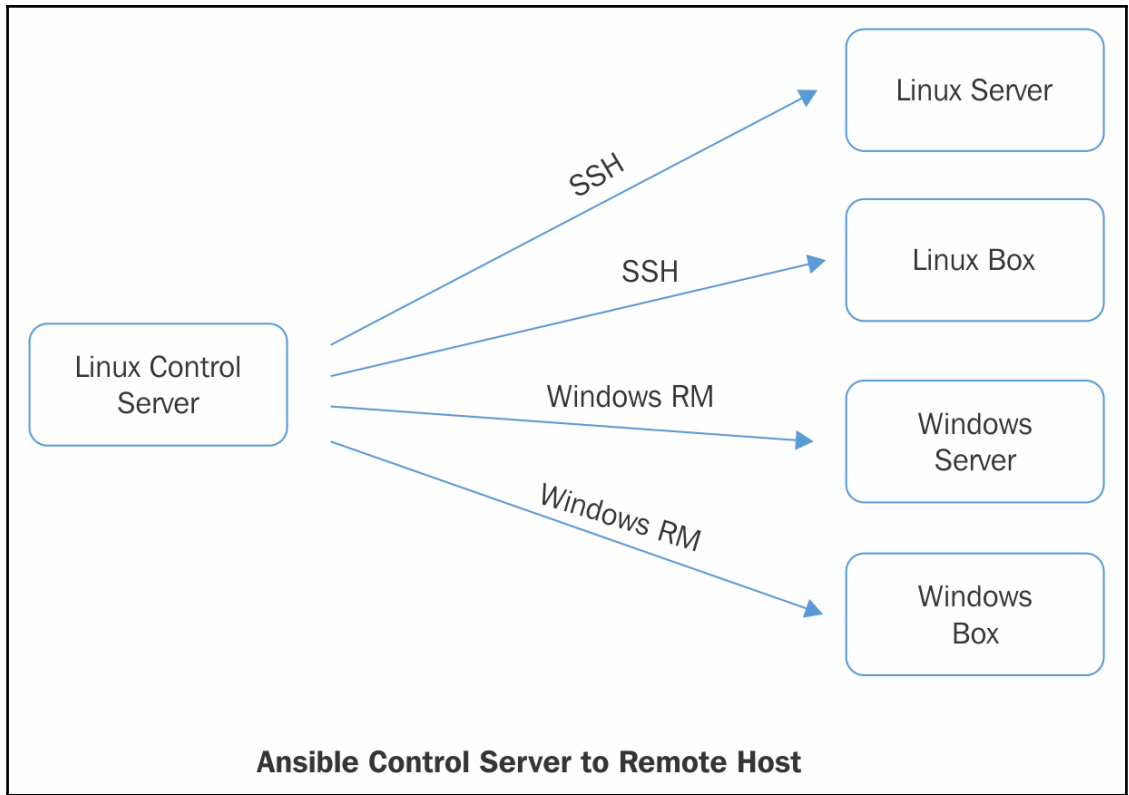 Linux Server
SSH
Linux Box
SSH
Linux Control
Server
Windows RM
Windows
Server
Windows RM
Windows
Box
Ansible Control Server to Remote Host